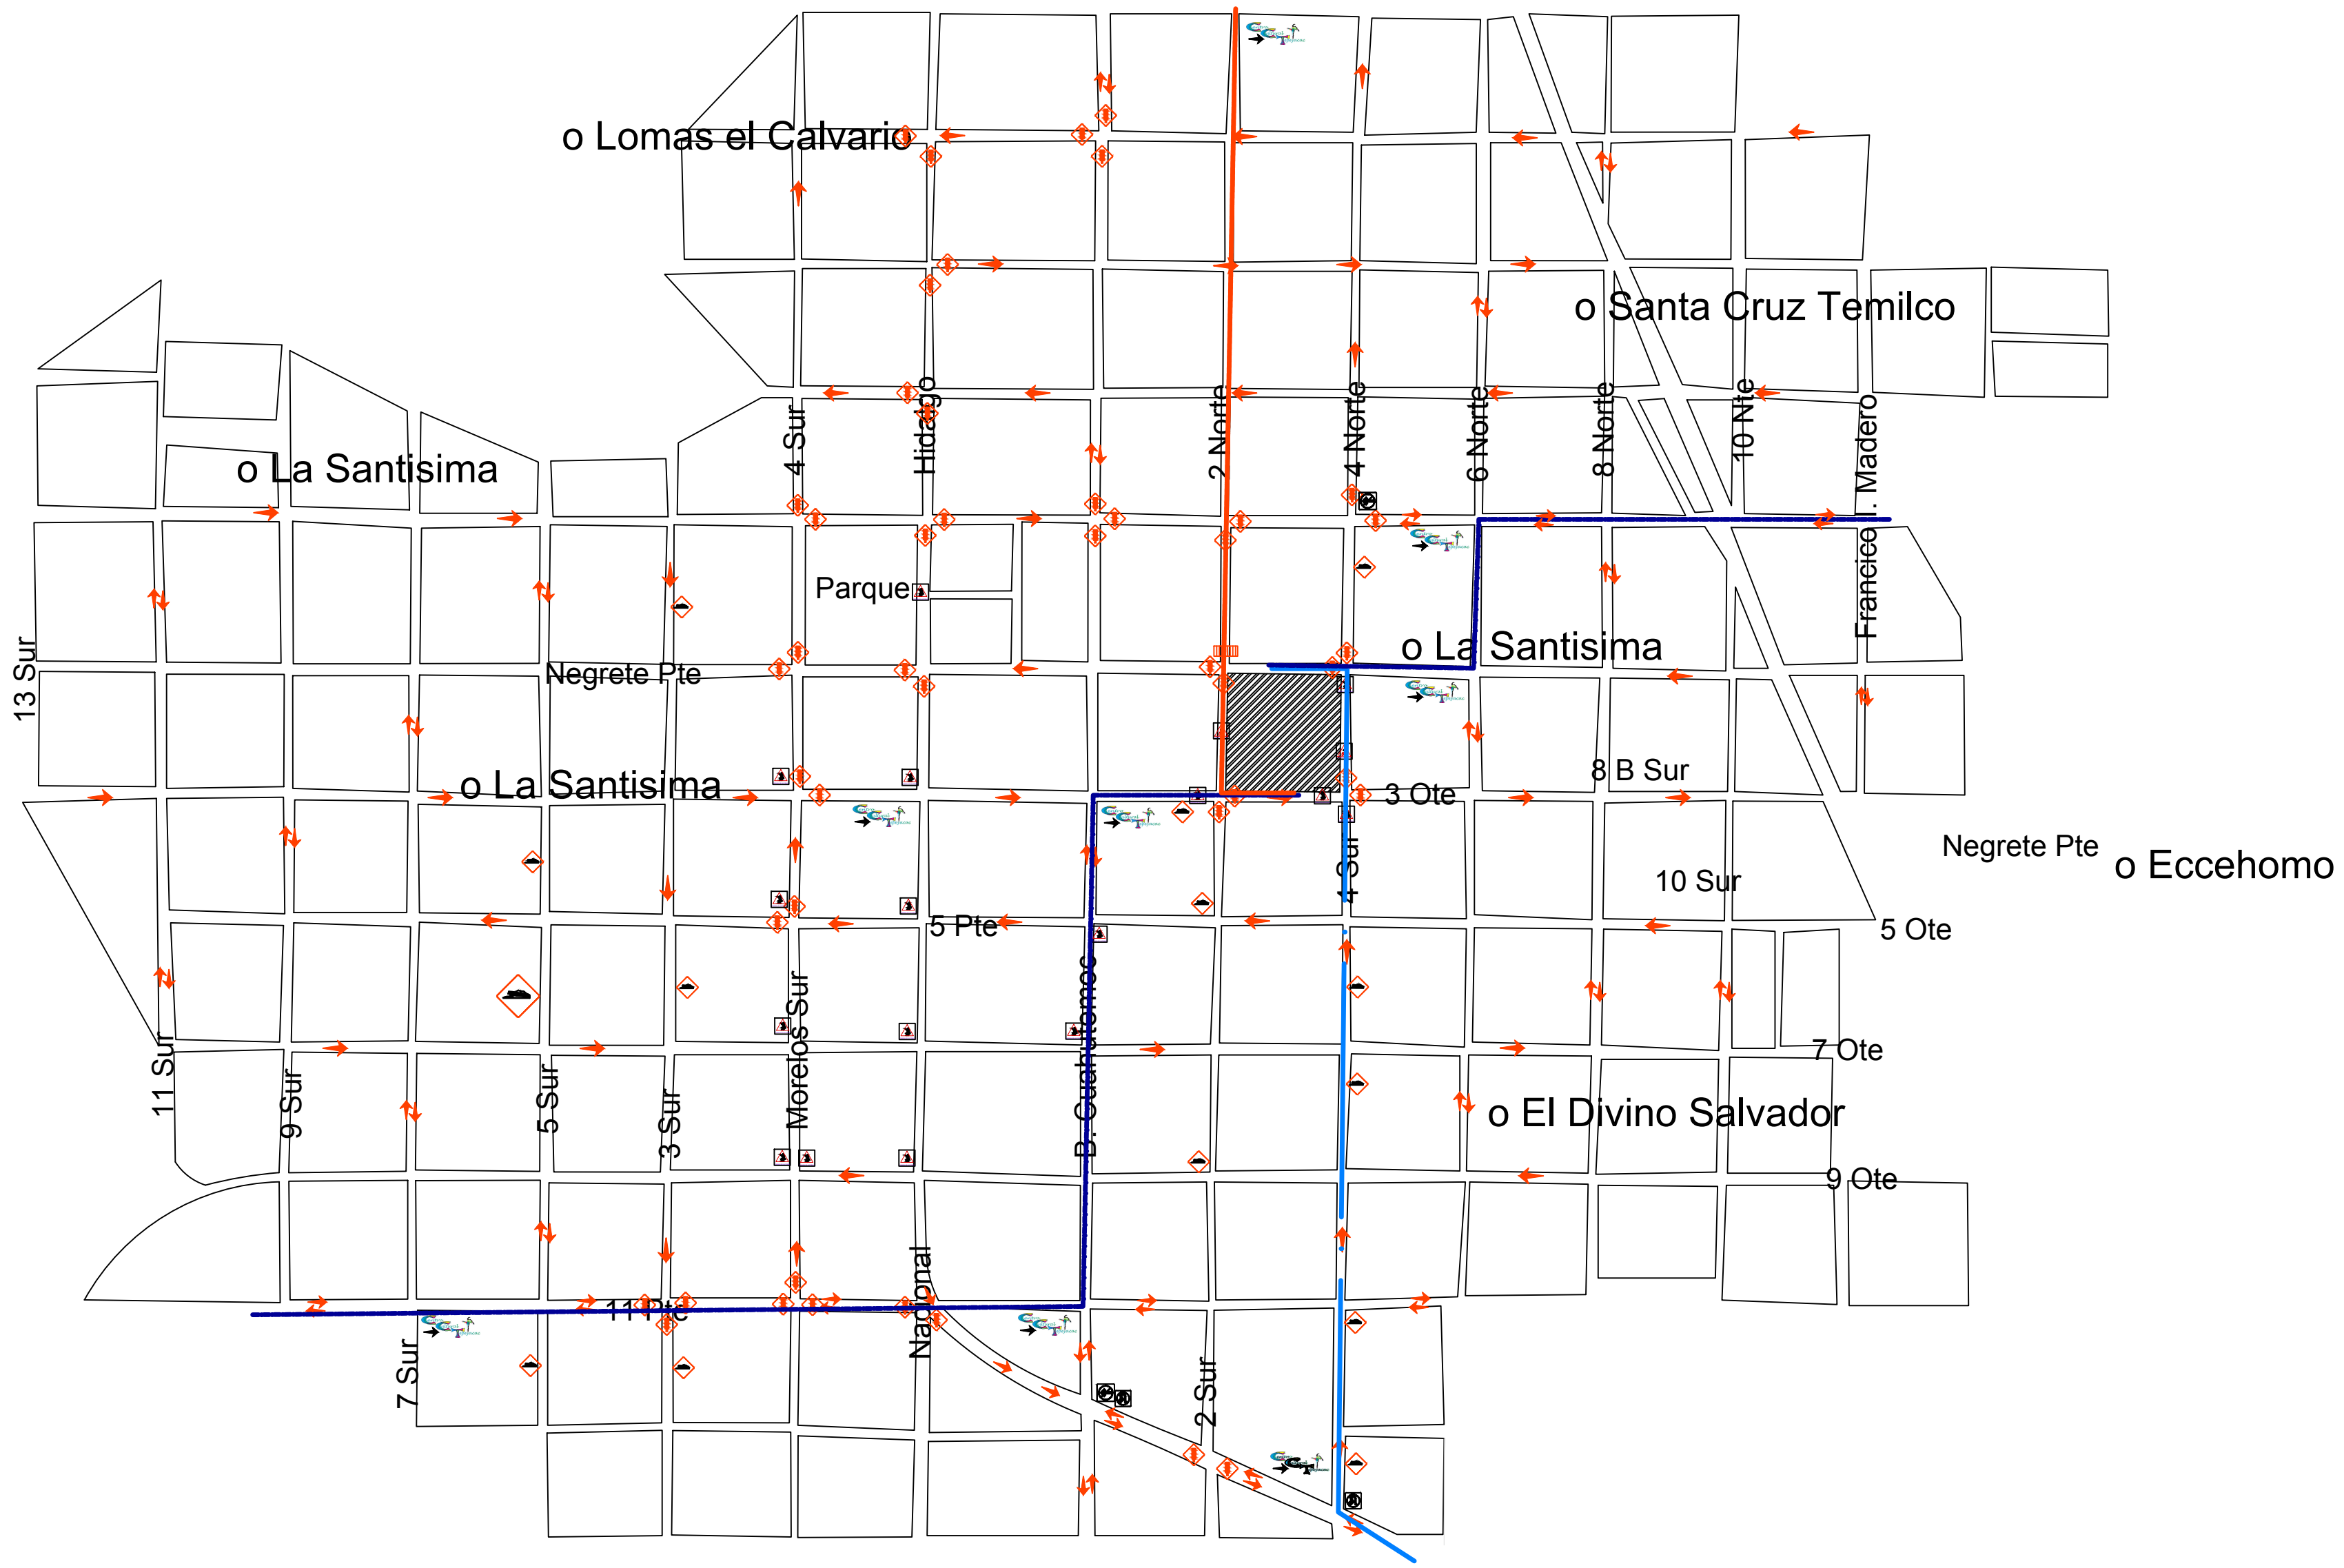 o Lomas el Calvario
o Santa Cruz Temilco
4 Sur
Hidalgo
2 Norte
4 Norte
6 Norte
8 Norte
10 Nte
Francico I. Madero
o La Santisima
Parque
o La Santisima
13 Sur
Negrete Pte
o La Santisima
8 B Sur
3 Ote
Negrete Pte
o Eccehomo
4 Sur
10 Sur
5 Pte
5 Ote
11 Sur
9 Sur
5 Sur
3 Sur
Morelos Sur
B. Cuahutemoc
7 Ote
o El Divino Salvador
9 Ote
11 Pte
Nacional
7 Sur
2 Sur